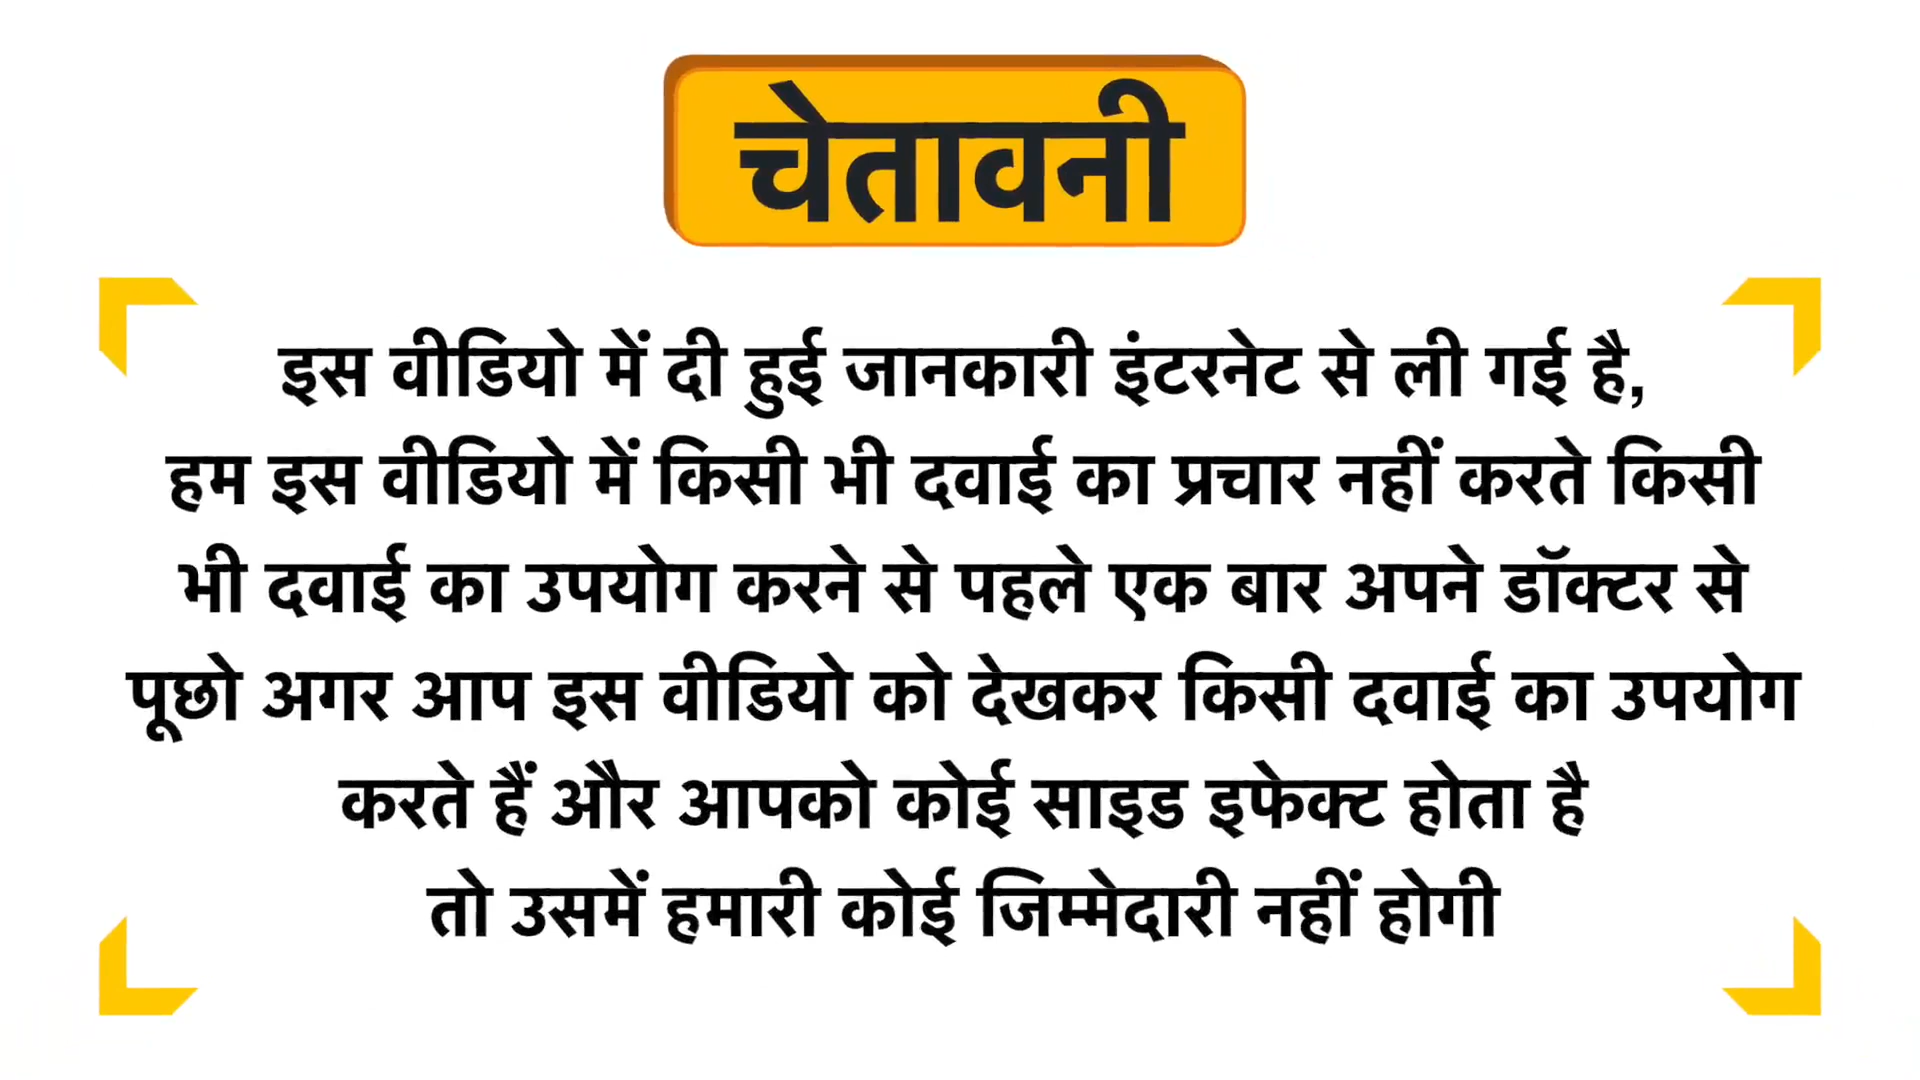 चेतावनी
इस वीडियो में दी हुई जानकारी इंटरनेट से ली गई है,
हम इस वीडियो में किसी भी दवाई का प्रचार नहीं करते किसी
भी दवाई का उपयोग करने से पहले एक बार अपने डॉक्टर से
पूछो अगर आप इस वीडियो को देखकर किसी दवाई का उपयोग
करते हैं और आपको कोई साइड इफेक्ट होता है
तो उसमें हमारी कोई जिम्मेदारी नहीं होगी